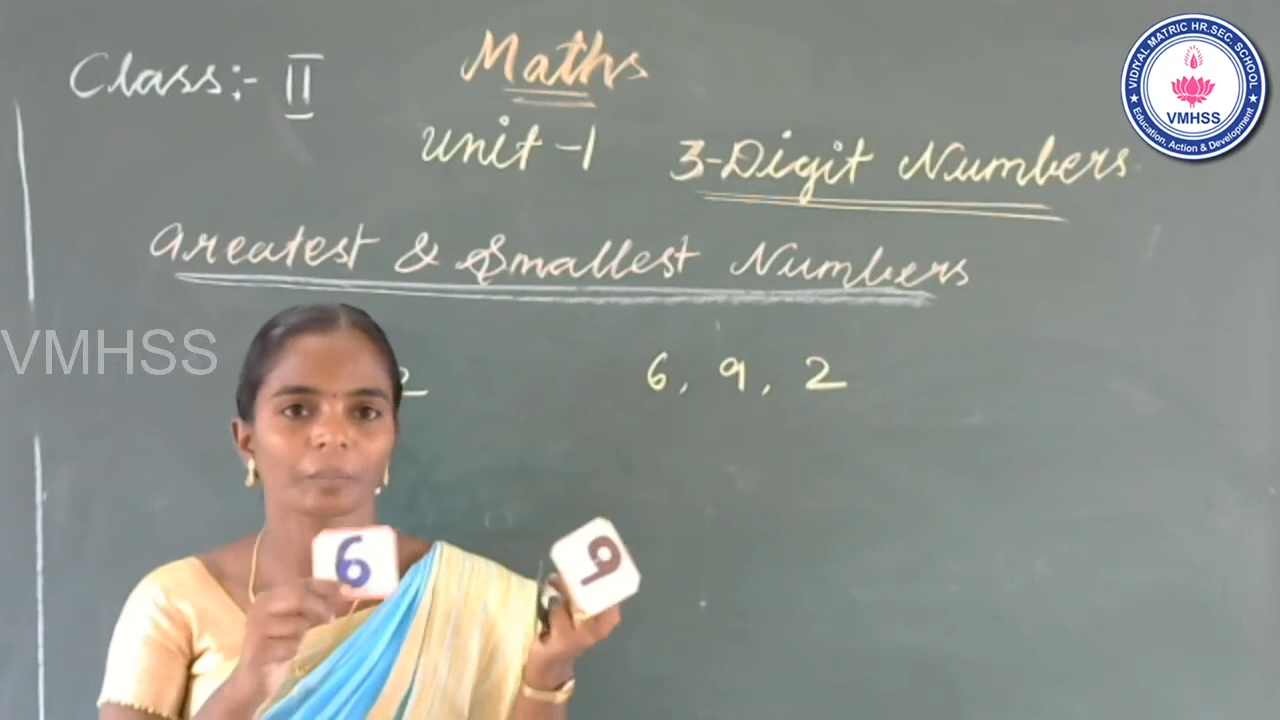 Class:- II
Maths
Unit-1
3-Digit Numbers
Greatest & Smallest Numbers
2
6, 9, 2
6
9
VMHSS
VIDIYAL MATRIC HR.SEC. SCHOOL
VMHSS
Education, Action & Development